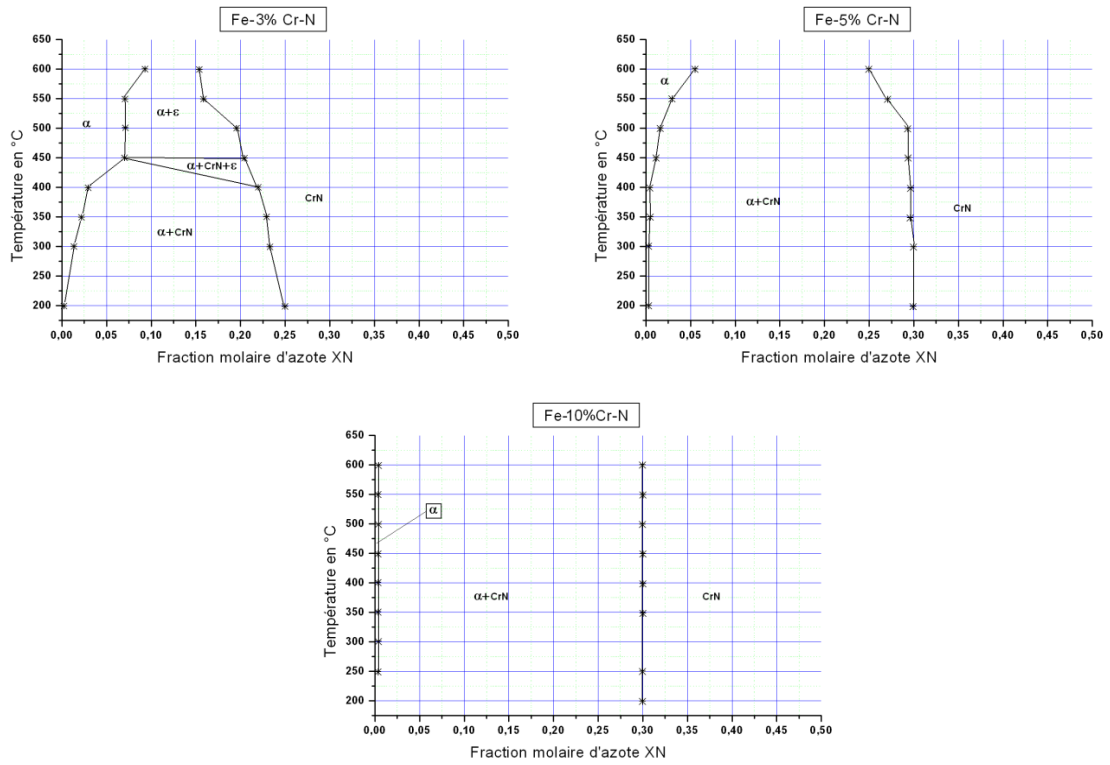 Fe-3% Cr-N
650
600
550
500
450
400
350
300
250
200
Température en °C
α
α+ε
α+CrN+ε
CrN
α+CrN
0,00 0,05 0,10 0,15 0,20 0,25 0,30 0,35 0,40 0,45 0,50
Fraction molaire d'azote XN
Fe-5% Cr-N
650
600
550
500
450
400
350
300
250
200
Température en °C
α
α+CrN
CrN
0,00 0,05 0,10 0,15 0,20 0,25 0,30 0,35 0,40 0,45 0,50
Fraction molaire d'azote XN
Fe-10%Cr-N
650
600
550
500
450
400
350
300
250
200
Température en °C
α
α+CrN
CrN
0,00 0,05 0,10 0,15 0,20 0,25 0,30 0,35 0,40 0,45 0,50
Fraction molaire d'azote XN